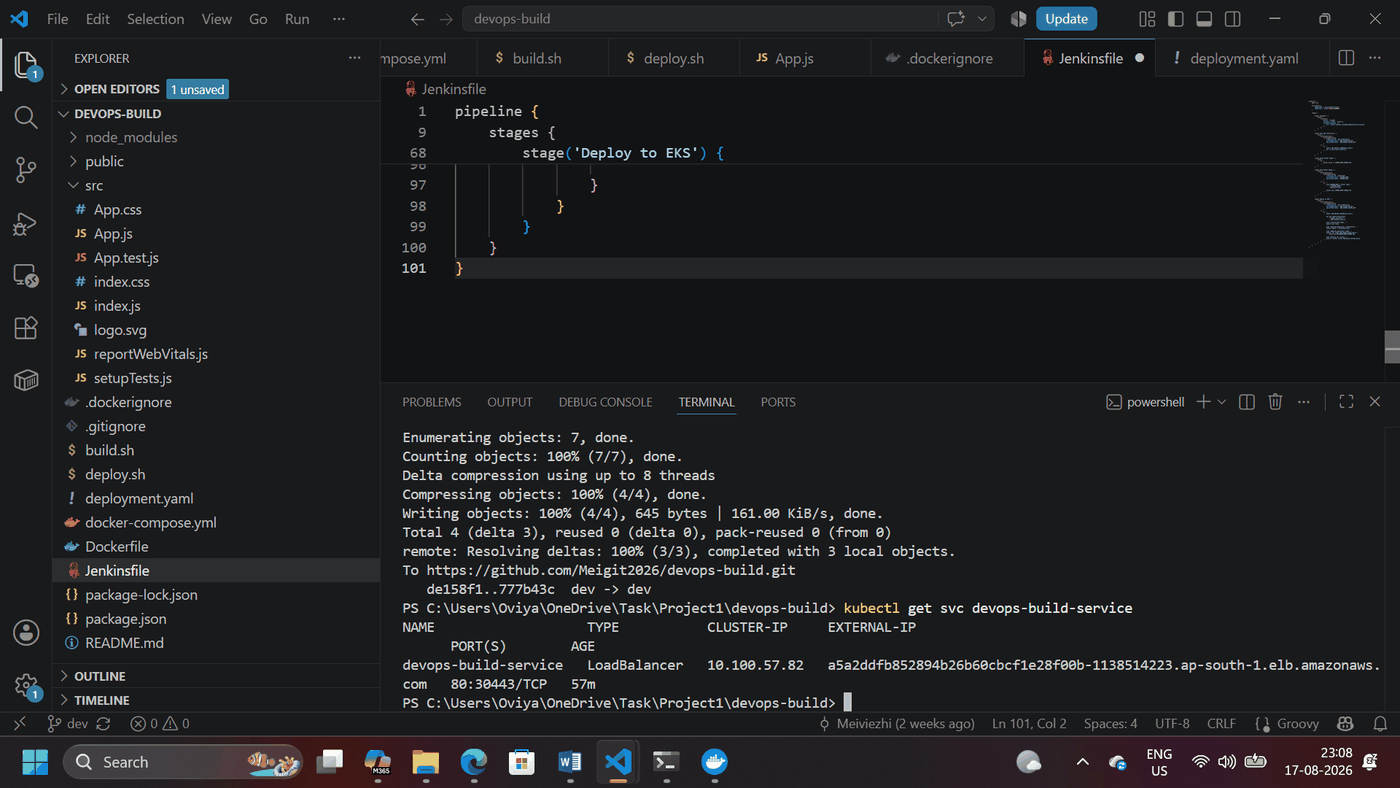 File Edit Selection View Go Run ···
devops-build
Update
EXPLORER
OPEN EDITORS 1 unsaved
DEVOPS-BUILD
node_modules
public
src
# App.css
JS App.js
JS App.test.js
# index.css
JS index.js
logo.svg
JS reportWebVitals.js
JS setupTests.js
.dockerignore
.gitignore
$ build.sh
$ deploy.sh
! deployment.yaml
docker-compose.yml
Dockerfile
Jenkinsfile
{} package-lock.json
{} package.json
README.md
OUTLINE
TIMELINE
1
1
mpose.yml $ build.sh $ deploy.sh JS App.js .dockerignore Jenkinsfile ! deployment.yaml
Jenkinsfile
1 pipeline {
9 stages {
68 stage('Deploy to EKS') {
96
97 }
98 }
99 }
100 }
101 }
PROBLEMS OUTPUT DEBUG CONSOLE TERMINAL PORTS powershell
Enumerating objects: 7, done.
Counting objects: 100% (7/7), done.
Delta compression using up to 8 threads
Compressing objects: 100% (4/4), done.
Writing objects: 100% (4/4), 645 bytes | 161.00 KiB/s, done.
Total 4 (delta 3), reused 0 (delta 0), pack-reused 0 (from 0)
remote: Resolving deltas: 100% (3/3), completed with 3 local objects.
To https://github.com/Meigit2026/devops-build.git
de158f1..777b43c dev -> dev
PS C:\Users\Oviya\OneDrive\Task\Project1\devops-build> kubectl get svc devops-build-service
NAME TYPE CLUSTER-IP EXTERNAL-IP
PORT(S) AGE
devops-build-service LoadBalancer 10.100.57.82 a5a2ddfb852894b26b60cbcf1e28f00b-1138514223.ap-south-1.elb.amazonaws.
com 80:30443/TCP 57m
PS C:\Users\Oviya\OneDrive\Task\Project1\devops-build>
dev 0 0 Meiviezhi (2 weeks ago) Ln 101, Col 2 Spaces: 4 UTF-8 CRLF {} Groovy
Search
M365
ENG
US
23:08
17-08-2026